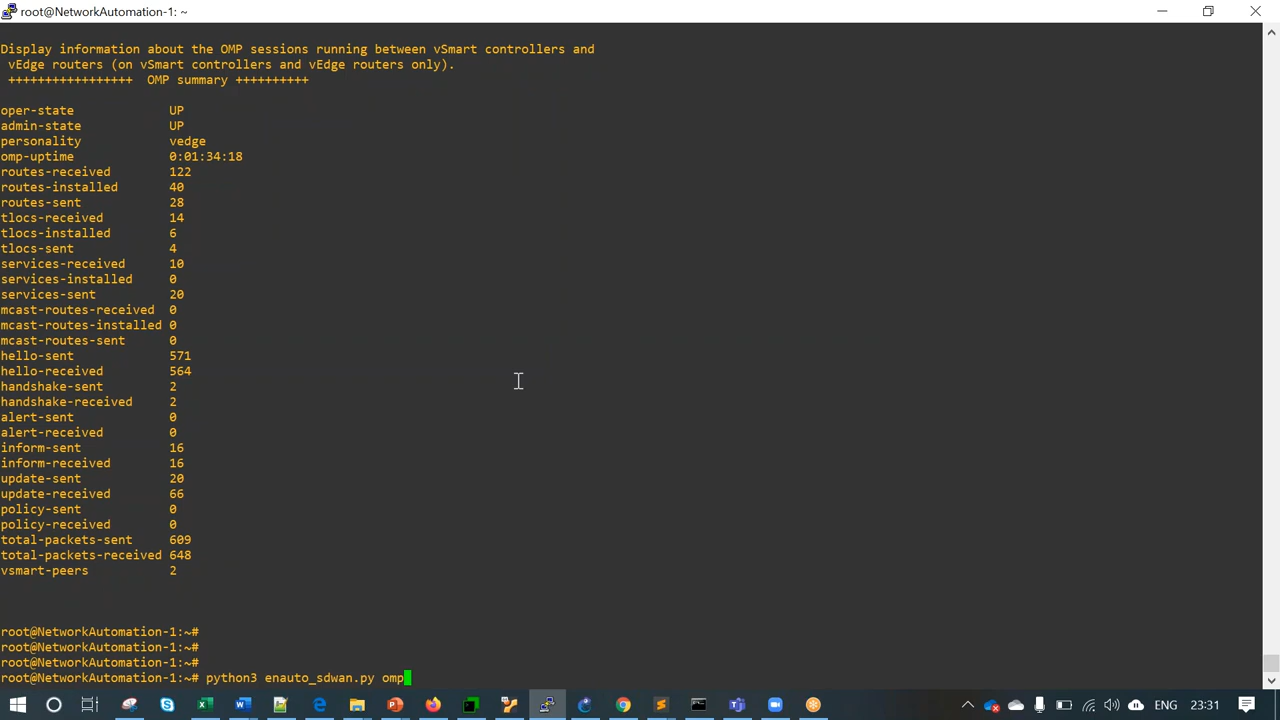 root@NetworkAutomation-1: ~
Display information about the OMP sessions running between vSmart controllers and
vEdge routers (on vSmart controllers and vEdge routers only).
+++++++++++++++++ OMP summary ++++++++++
oper-state UP
admin-state UP
personality vedge
omp-uptime 0:01:34:18
routes-received 122
routes-installed 40
routes-sent 28
tlocs-received 14
tlocs-installed 6
tlocs-sent 4
services-received 10
services-installed 0
services-sent 20
mcast-routes-received 0
mcast-routes-installed 0
mcast-routes-sent 0
hello-sent 571
hello-received 564
handshake-sent 2
handshake-received 2
alert-sent 0
alert-received 0
inform-sent 16
inform-received 16
update-sent 20
update-received 66
policy-sent 0
policy-received 0
total-packets-sent 609
total-packets-received 648
vsmart-peers 2
root@NetworkAutomation-1:~#
root@NetworkAutomation-1:~#
root@NetworkAutomation-1:~#
root@NetworkAutomation-1:~# python3 enauto_sdwan.py omp
ENG 23:31